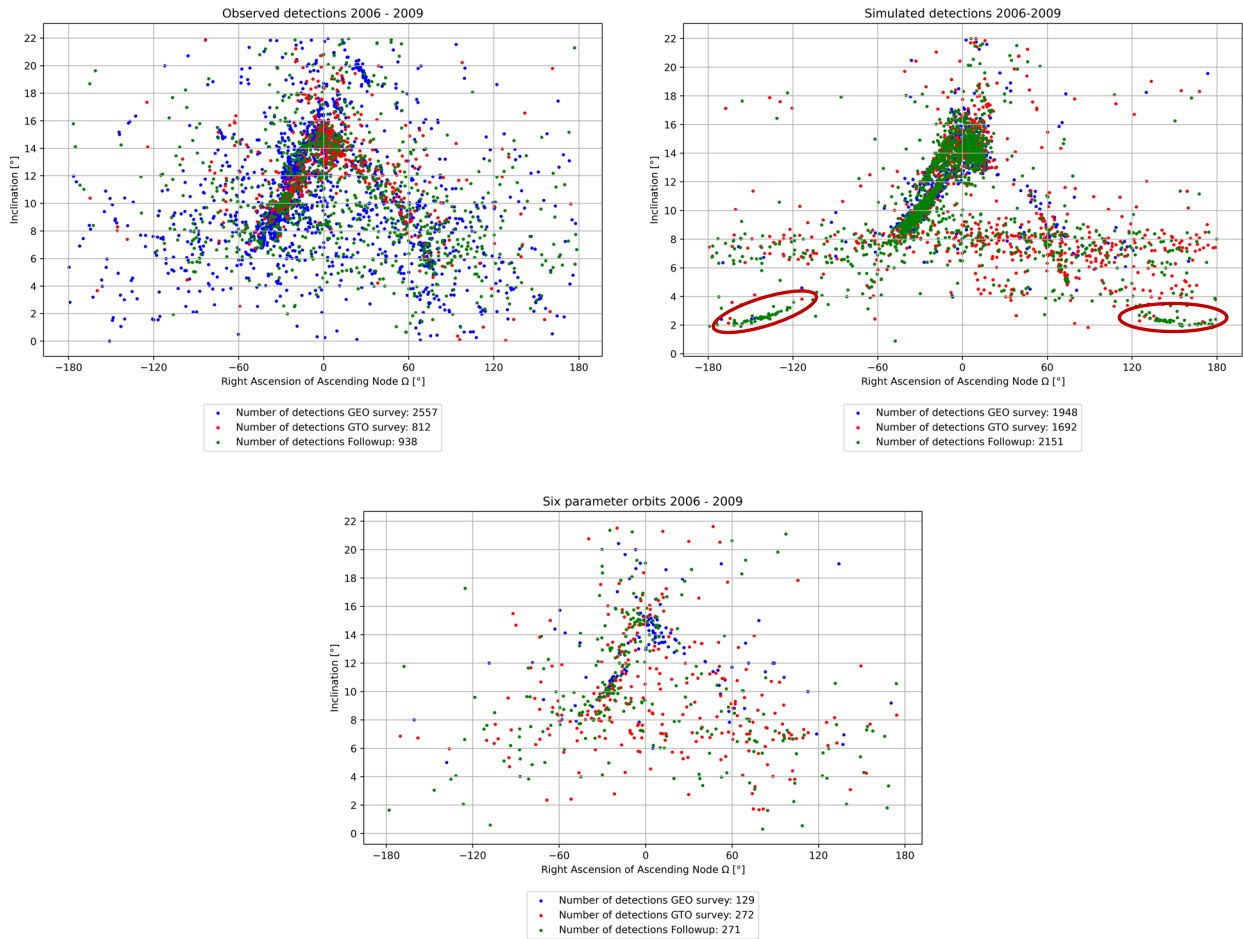 Observed detections 2006 - 2009
22
20
18
16
14
12
10
8
6
4
2
0
Inclination [°]
−180 −120 −60 0 60 120 180
Right Ascension of Ascending Node Ω [°]
Number of detections GEO survey: 2557
Number of detections GTO survey: 812
Number of detections Followup: 938
Simulated detections 2006-2009
22
20
18
16
14
12
10
8
6
4
2
0
Inclination [°]
−180 −120 −60 0 60 120 180
Right Ascension of Ascending Node Ω [°]
Number of detections GEO survey: 1948
Number of detections GTO survey: 1692
Number of detections Followup: 2151
Six parameter orbits 2006 - 2009
22
20
18
16
14
12
10
8
6
4
2
0
Inclination [°]
−180 −120 −60 0 60 120 180
Right Ascension of Ascending Node Ω [°]
Number of detections GEO survey: 129
Number of detections GTO survey: 272
Number of detections Followup: 271